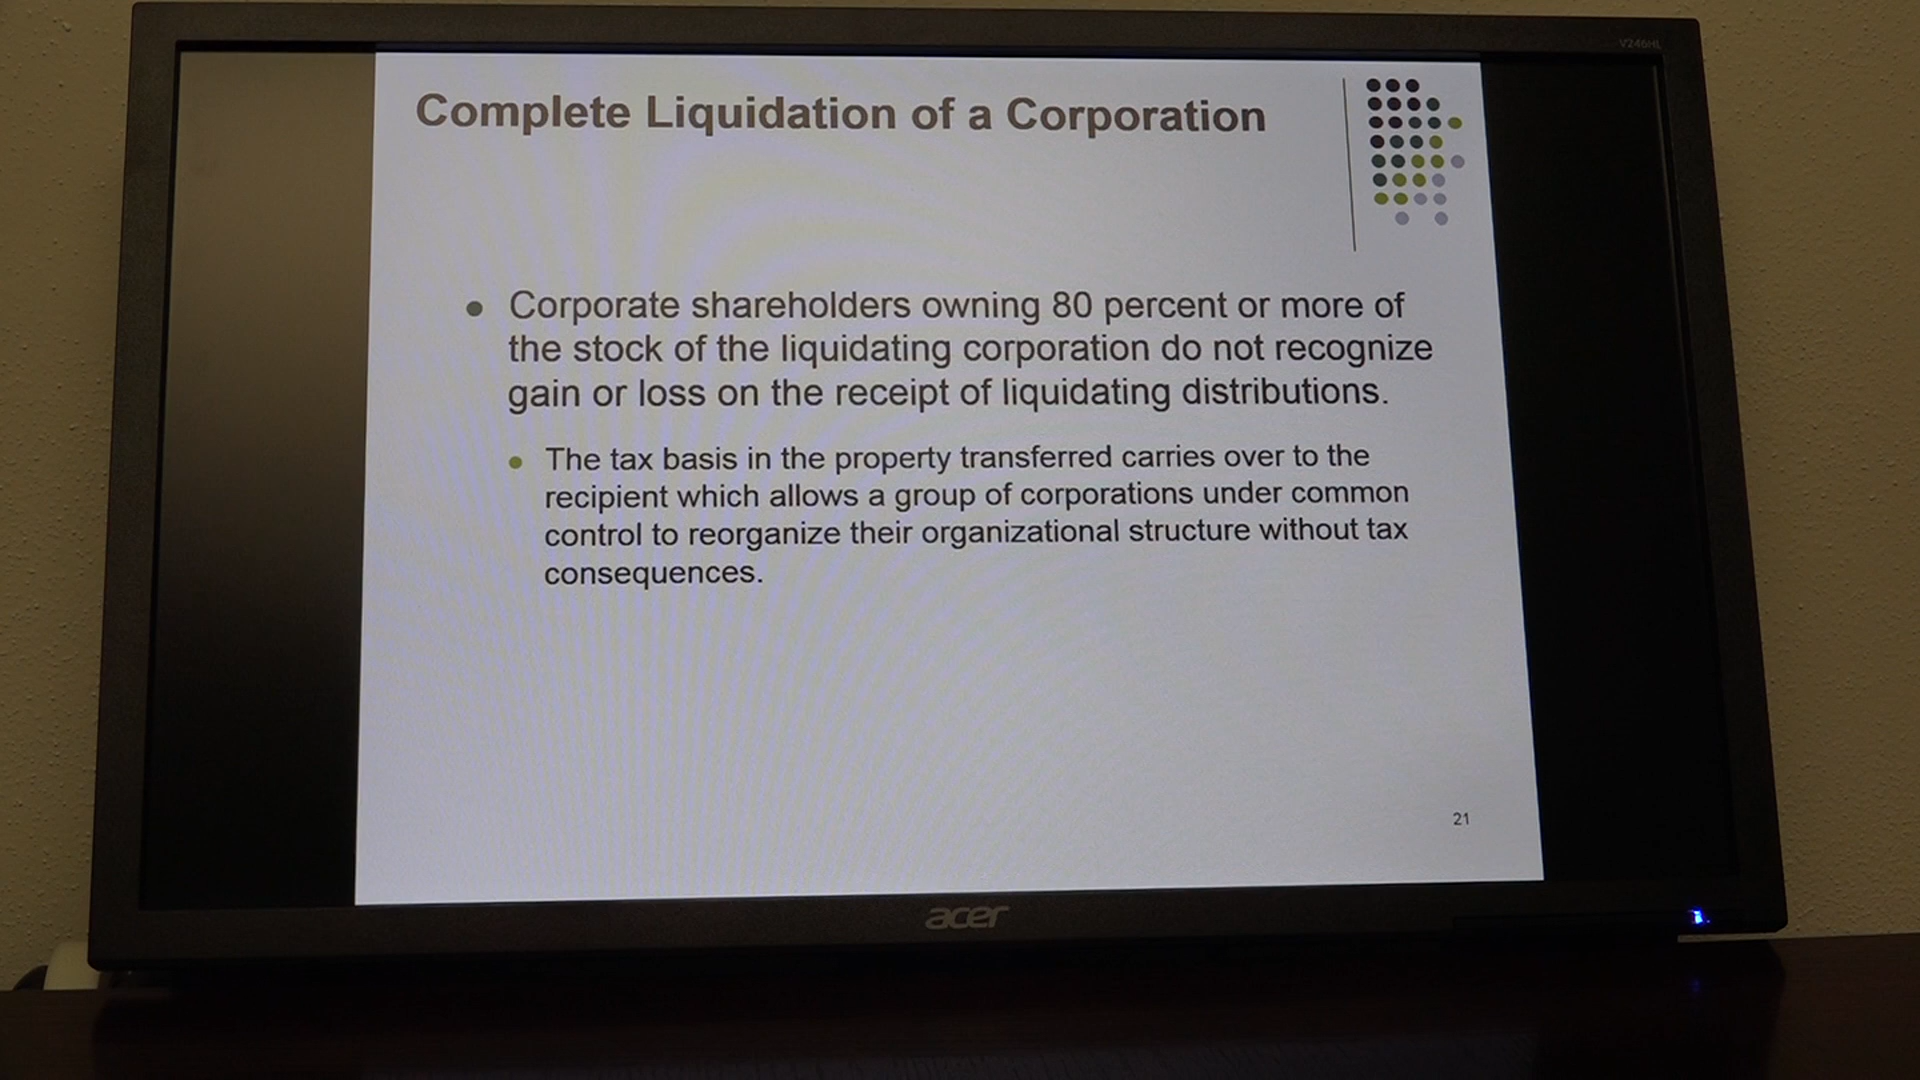 V246HL
Complete Liquidation of a Corporation
Corporate shareholders owning 80 percent or more of
the stock of the liquidating corporation do not recognize
gain or loss on the receipt of liquidating distributions.
The tax basis in the property transferred carries over to the
recipient which allows a group of corporations under common
control to reorganize their organizational structure without tax
consequences.
21
acer